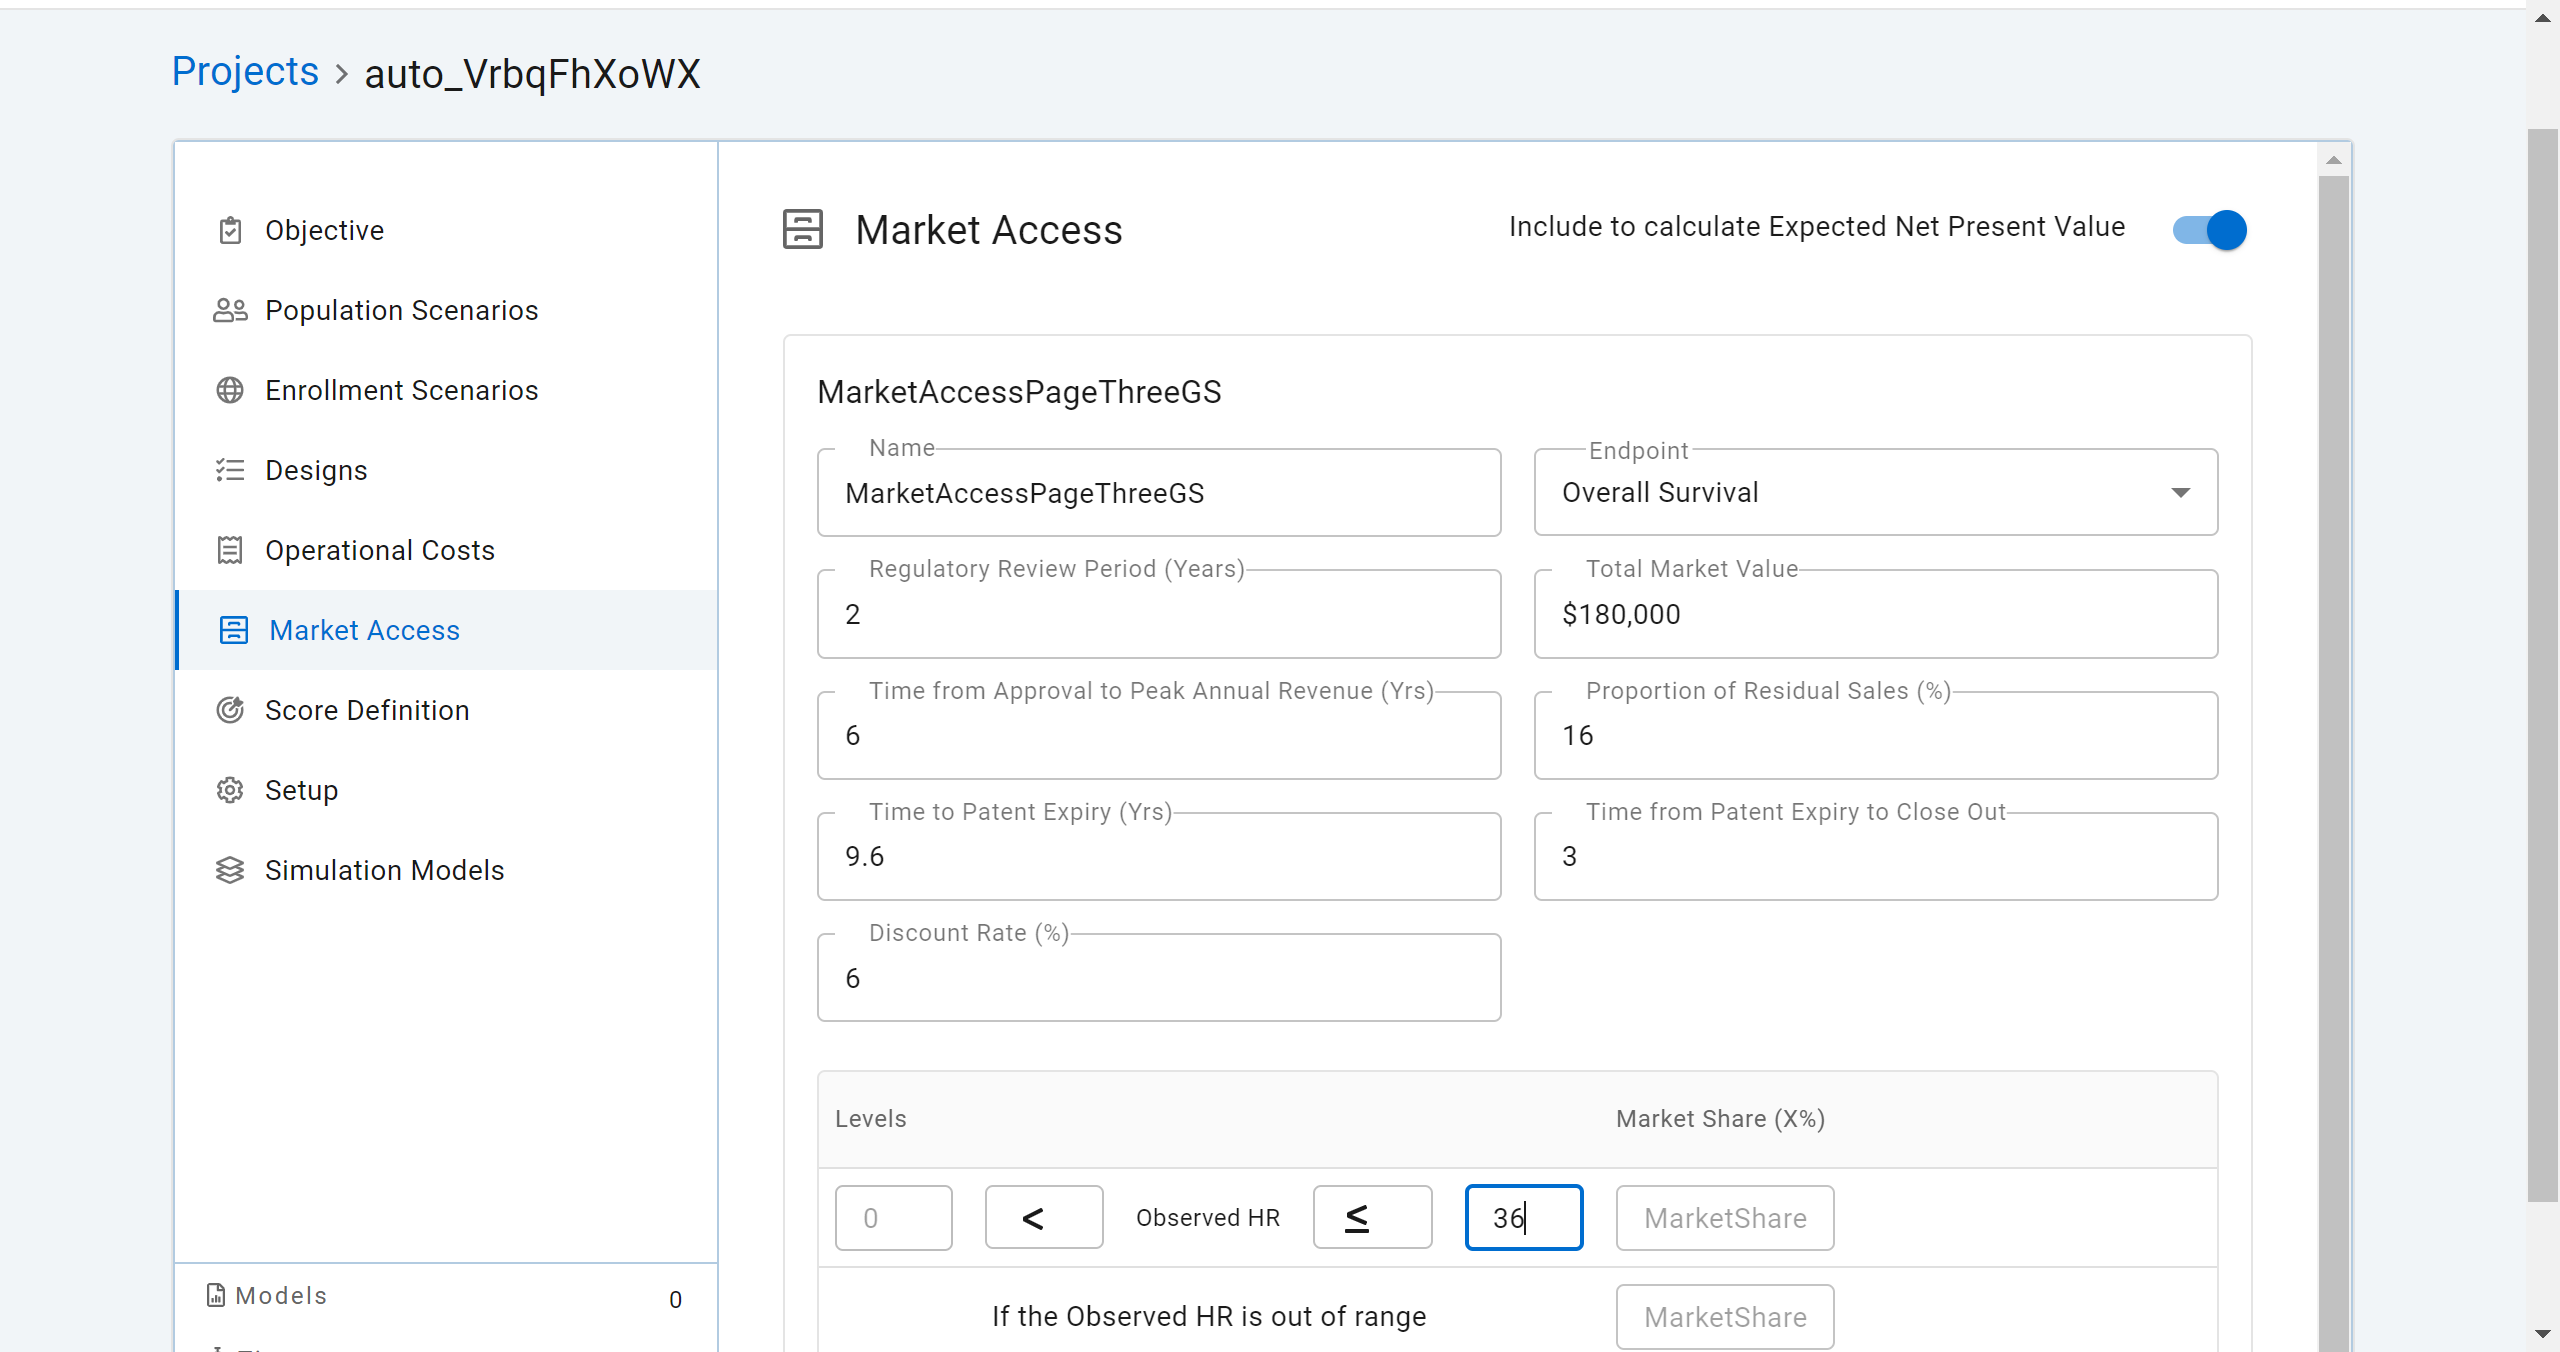 Projects > auto_VrbqFhXoWX
Objective
Population Scenarios
Enrollment Scenarios
Designs
Operational Costs
Market Access
Score Definition
Setup
Simulation Models
Models 0
Market Access
Include to calculate Expected Net Present Value
MarketAccessPageThreeGS
Name
MarketAccessPageThreeGS
Endpoint
Overall Survival
Regulatory Review Period (Years)
2
Total Market Value
$180,000
Time from Approval to Peak Annual Revenue (Yrs)
6
Proportion of Residual Sales (%)
16
Time to Patent Expiry (Yrs)
9.6
Time from Patent Expiry to Close Out
3
Discount Rate (%)
6
Levels Market Share (X%)
0 < Observed HR ≤ 36 MarketShare
If the Observed HR is out of range MarketShare